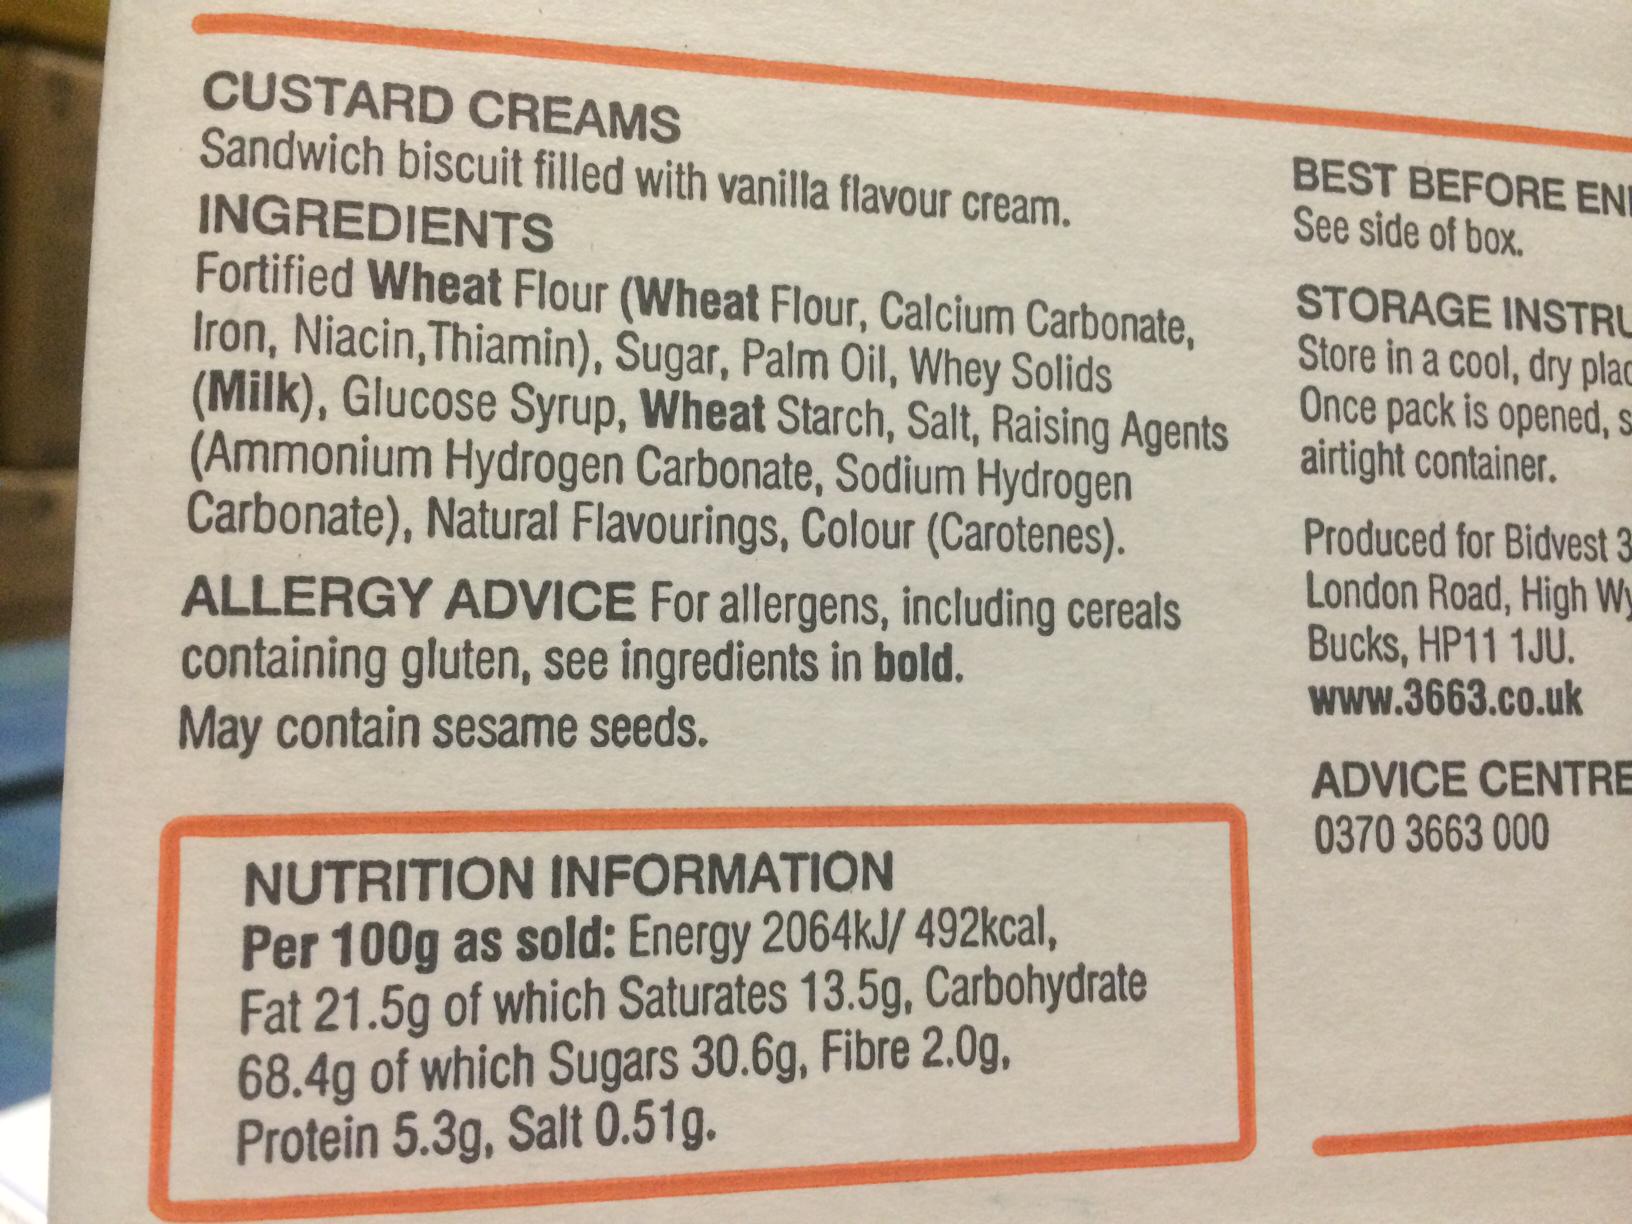 CUSTARD CREAMS
Sandwich biscuit filled with vanilla flavour cream.
INGREDIENTS
Fortified Wheat Flour (Wheat Flour, Calcium Carbonate,
Iron, Niacin,Thiamin), Sugar, Palm Oil, Whey Solids
(Milk), Glucose Syrup, Wheat Starch, Salt, Raising Agents
(Ammonium Hydrogen Carbonate, Sodium Hydrogen
Carbonate), Natural Flavourings, Colour (Carotenes).
ALLERGY ADVICE For allergens, including cereals
containing gluten, see ingredients in bold.
May contain sesame seeds.
NUTRITION INFORMATION
Per 100g as sold: Energy 2064kJ/ 492kcal,
Fat 21.5g of which Saturates 13.5g, Carbohydrate
68.4g of which Sugars 30.6g, Fibre 2.0g,
Protein 5.3g, Salt 0.51g.
BEST BEFORE
See side of box.
STORAGE
Store in a cool, dry
Once pack is opened,
airtight container.
Produced for Bidvest
London Road, High
Bucks, HP11 1JU.
www.3663.co.uk
ADVICE CENTRE
0370 3663 000